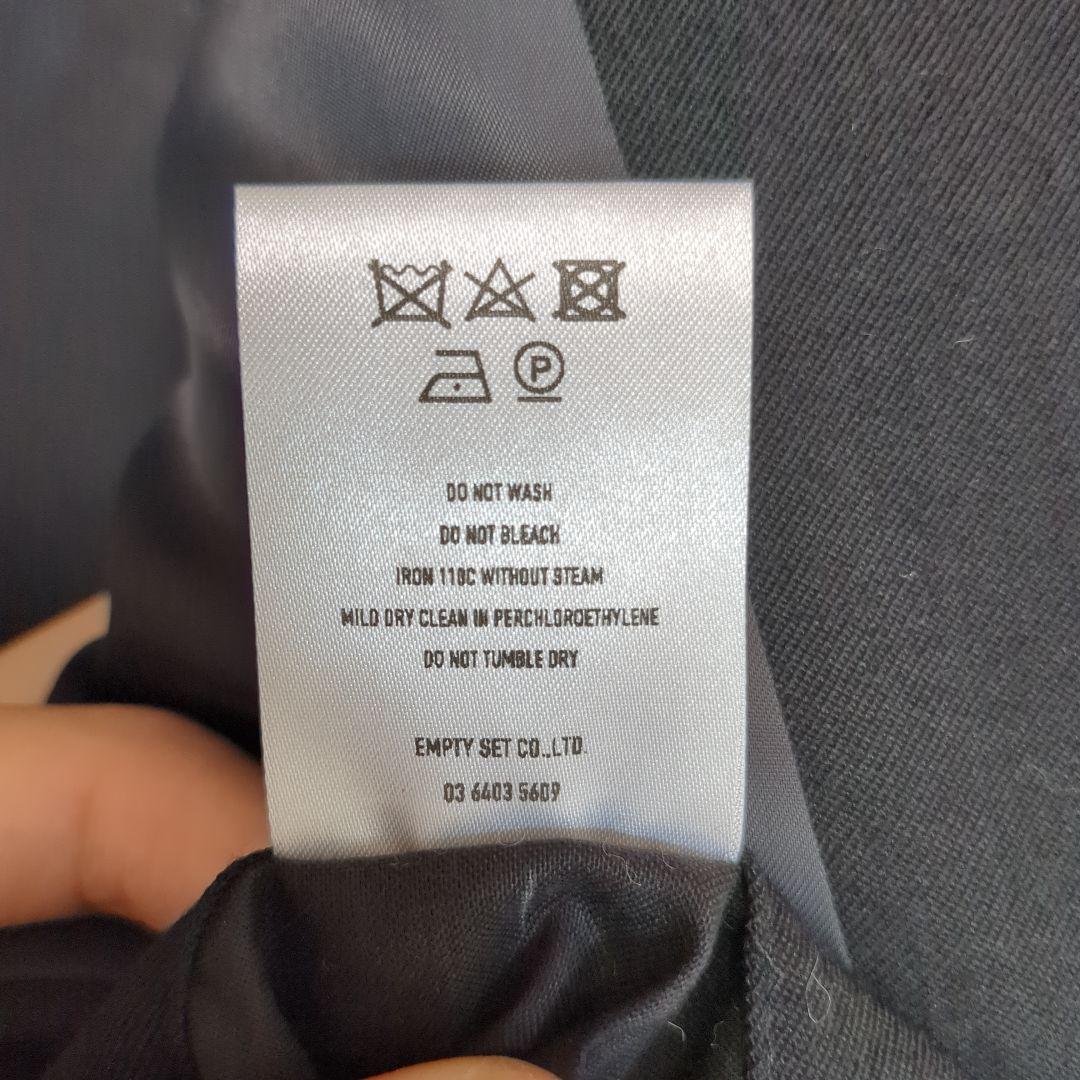 P
DO NOT WASH
DO NOT BLEACH
IRON 110C WITHOUT STEAM
MILD DRY CLEAN IN PERCHLOROETHYLENE
DO NOT TUMBLE DRY
EMPTY SET CO.,LTD.
03 6403 5609